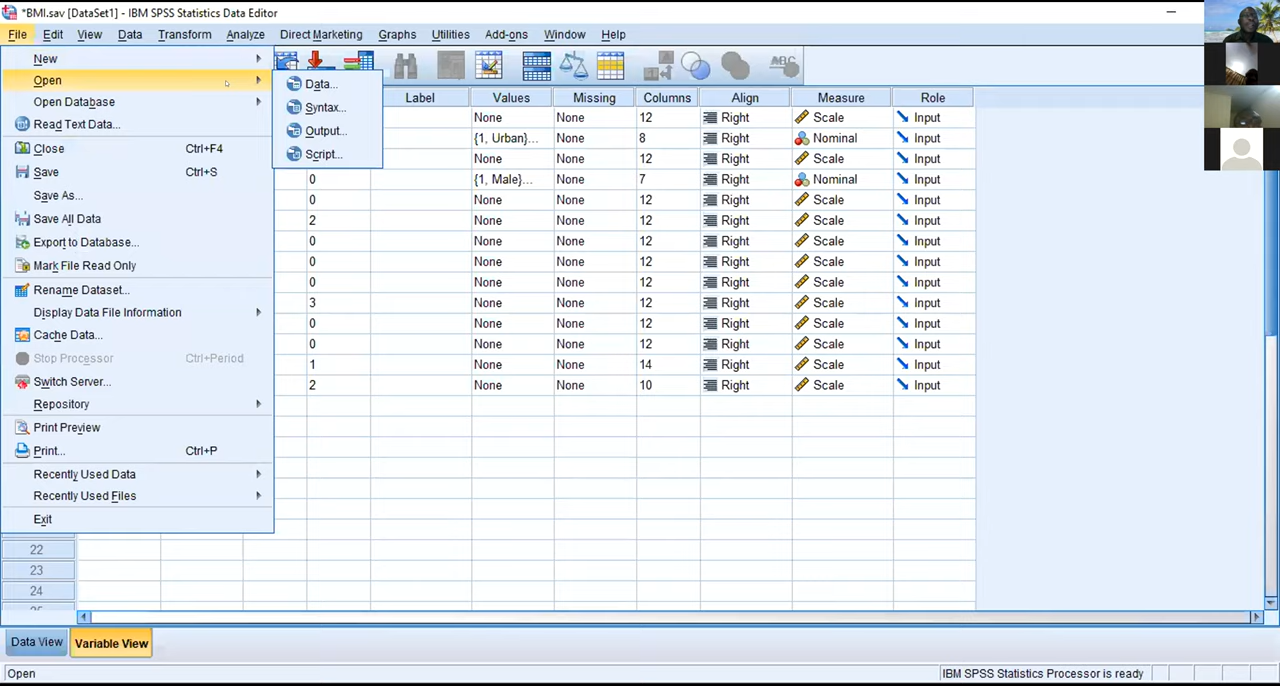 *BMI.sav [DataSet1] - IBM SPSS Statistics Data Editor
File Edit View Data Transform Analyze Direct Marketing Graphs Utilities Add-ons Window Help
New
Open
Open Database
Read Text Data...
Close Ctrl+F4
Save Ctrl+S
Save As...
Save All Data
Export to Database...
Mark File Read Only
Rename Dataset...
Display Data File Information
Cache Data...
Stop Processor Ctrl+Period
Switch Server...
Repository
Print Preview
Print... Ctrl+P
Recently Used Data
Recently Used Files
Exit
Data...
Syntax...
Output...
Script...
ABC
Label Values Missing Columns Align Measure Role
None None 12 Right Scale Input
{1, Urban}... None 8 Right Nominal Input
None None 12 Right Scale Input
0 {1, Male}... None 7 Right Nominal Input
0 None None 12 Right Scale Input
2 None None 12 Right Scale Input
0 None None 12 Right Scale Input
0 None None 12 Right Scale Input
0 None None 12 Right Scale Input
3 None None 12 Right Scale Input
0 None None 12 Right Scale Input
0 None None 12 Right Scale Input
1 None None 14 Right Scale Input
2 None None 10 Right Scale Input
22
23
24
Data View Variable View
Open IBM SPSS Statistics Processor is ready